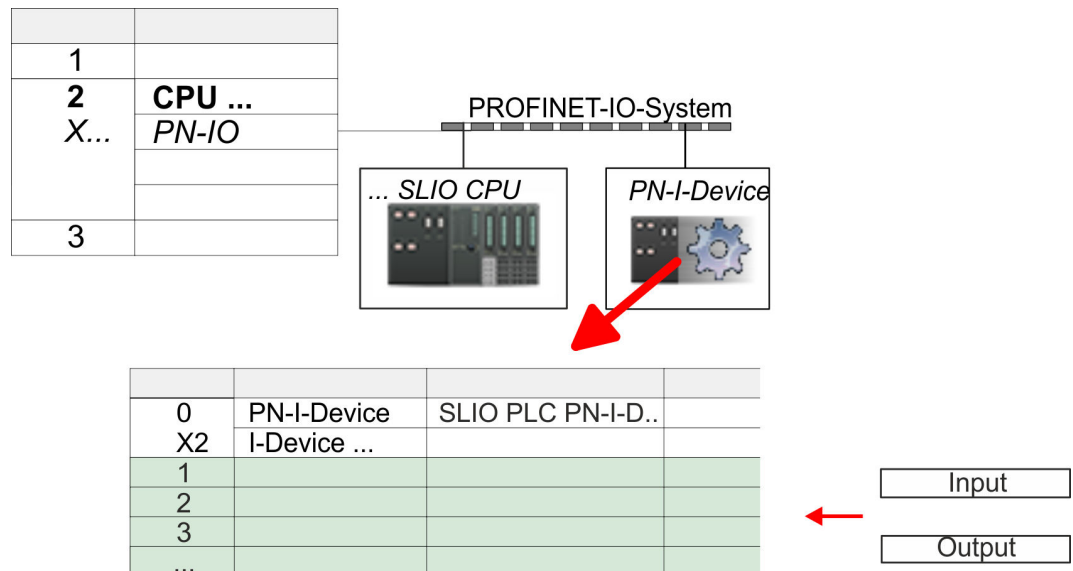 1
2 CPU ...
X... PN-IO
3
PROFINET-IO-System
... SLIO CPU
PN-I-Device
0 PN-I-Device SLIO PLC PN-I-D..
X2 I-Device ...
1
2
3
...
Input
Output